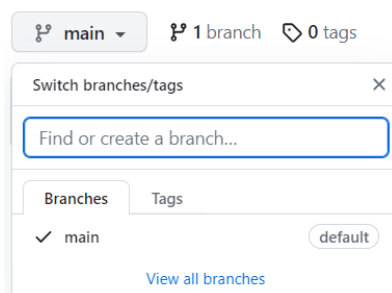 main 1 branch 0 tags
Switch branches/tags
Find or create a branch...
Branches Tags
main default
View all branches